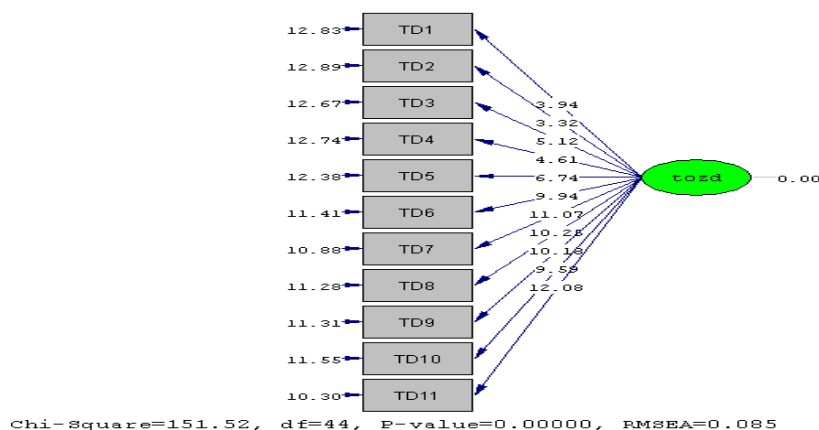 12.83 TD1
12.89 TD2
12.67 TD3
12.74 TD4
12.38 TD5
11.41 TD6
10.88 TD7
11.28 TD8
11.31 TD9
11.55 TD10
10.30 TD11
3.94
3.32
5.12
4.61
6.74
9.94
11.07
10.25
10.18
9.59
12.08
tozd 0.00
Chi-Square=151.52, df=44, P-value=0.00000, RMSEA=0.085